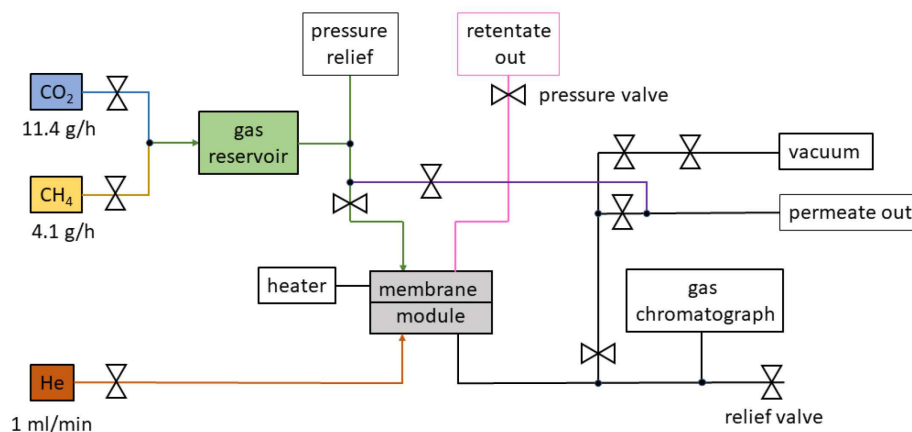 pressure
relief
retentate
out
CO₂
11.4 g/h
pressure valve
gas
reservoir
vacuum
CH₄
4.1 g/h
permeate out
heater
membrane
module
gas
chromatograph
He
1 ml/min
relief valve